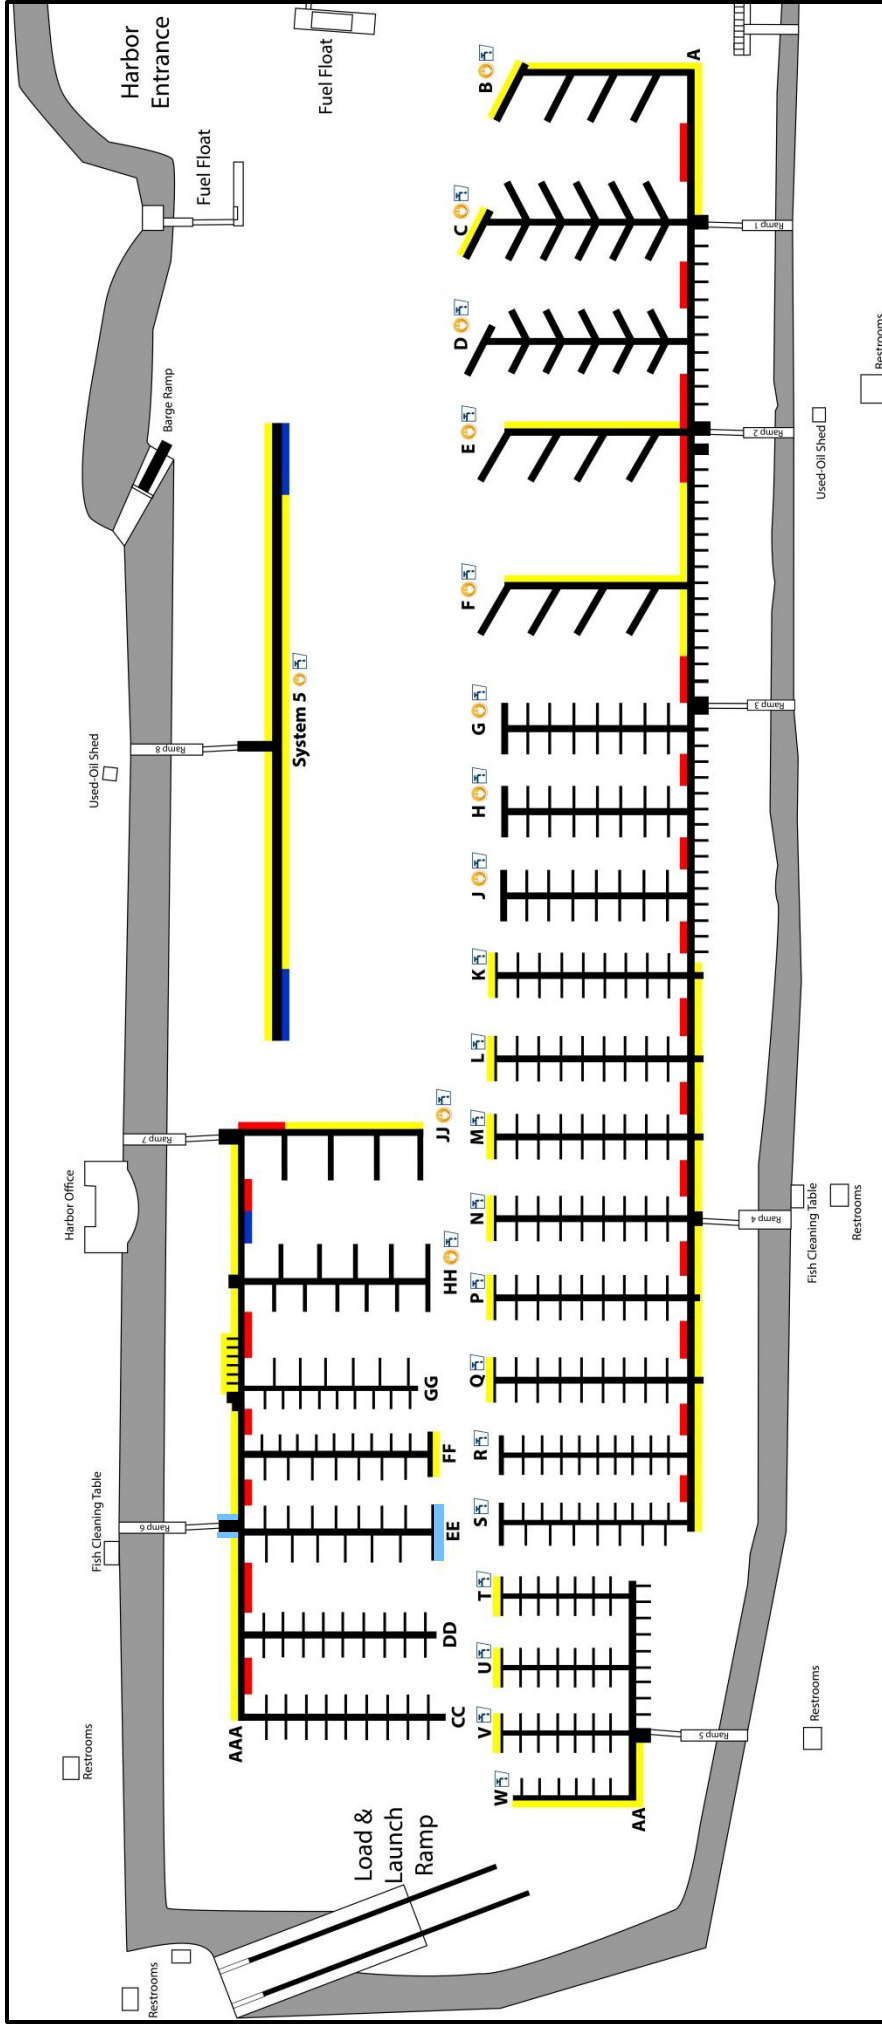 Harbor
Entrance
Fuel Float
Fuel Float
Barge Ramp
A
B
C
D
E
F
G
H
J
K
L
M
N
P
Q
R
S
T
U
V
W
AA
Ramp 1
Ramp 2
Ramp 3
Ramp 4
Ramp 5
Restrooms
Used-Oil Shed
Fish Cleaning Table
Restrooms
Restrooms
System 5
Ramp 8
Used-Oil Shed
Ramp 7
Harbor Office
JJ
HH
GG
FF
EE
DD
CC
AAA
Ramp 6
Fish Cleaning Table
Restrooms
Load &
Launch
Ramp
Restrooms